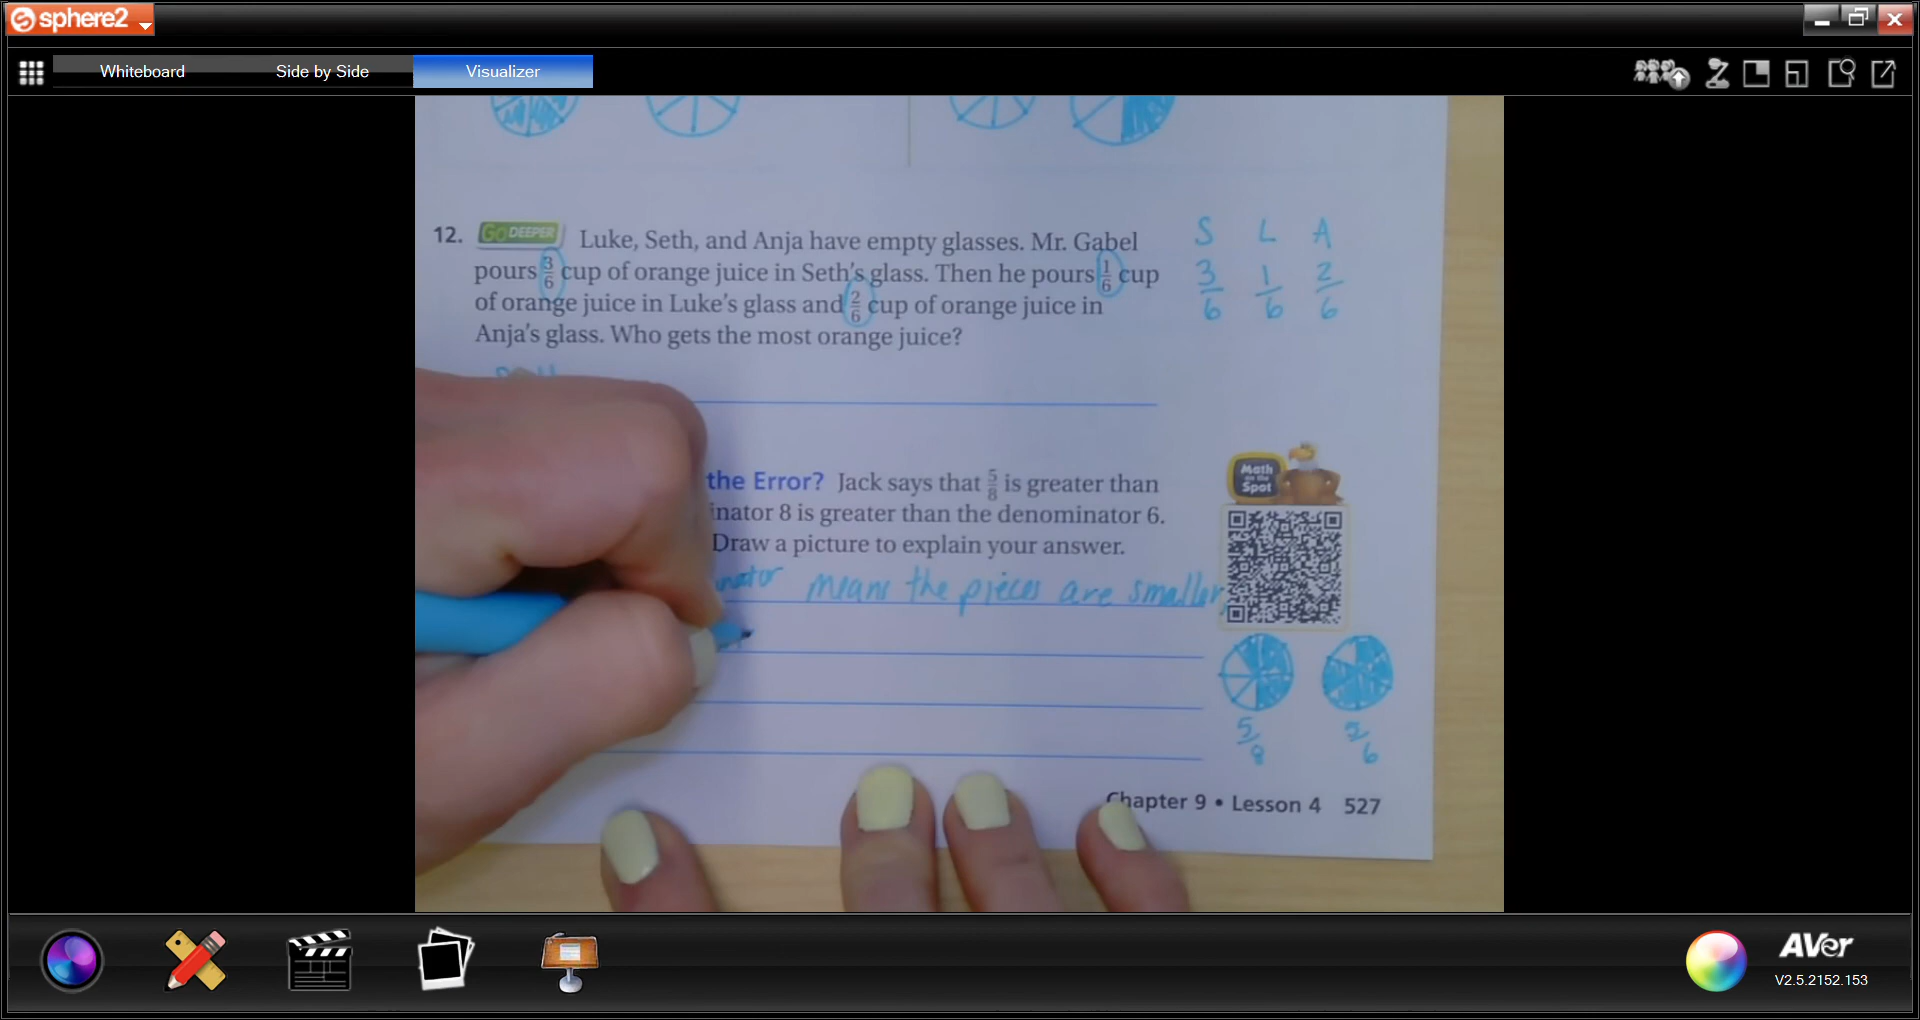 sphere2
Whiteboard Side by Side Visualizer
12. Go DEEPER Luke, Seth, and Anja have empty glasses. Mr. Gabel
pours 3/6 cup of orange juice in Seth's glass. Then he pours 1/6 cup
of orange juice in Luke's glass and 2/6 cup of orange juice in
Anja's glass. Who gets the most orange juice?
S L A
3/6 1/6 2/6
the Error? Jack says that 5/8 is greater than
inator 8 is greater than the denominator 6.
Draw a picture to explain your answer.
Math on the Spot
nator means the pieces are smaller,
5/8 5/6
Chapter 9 • Lesson 4 527
AVer
V2.5.2152.153